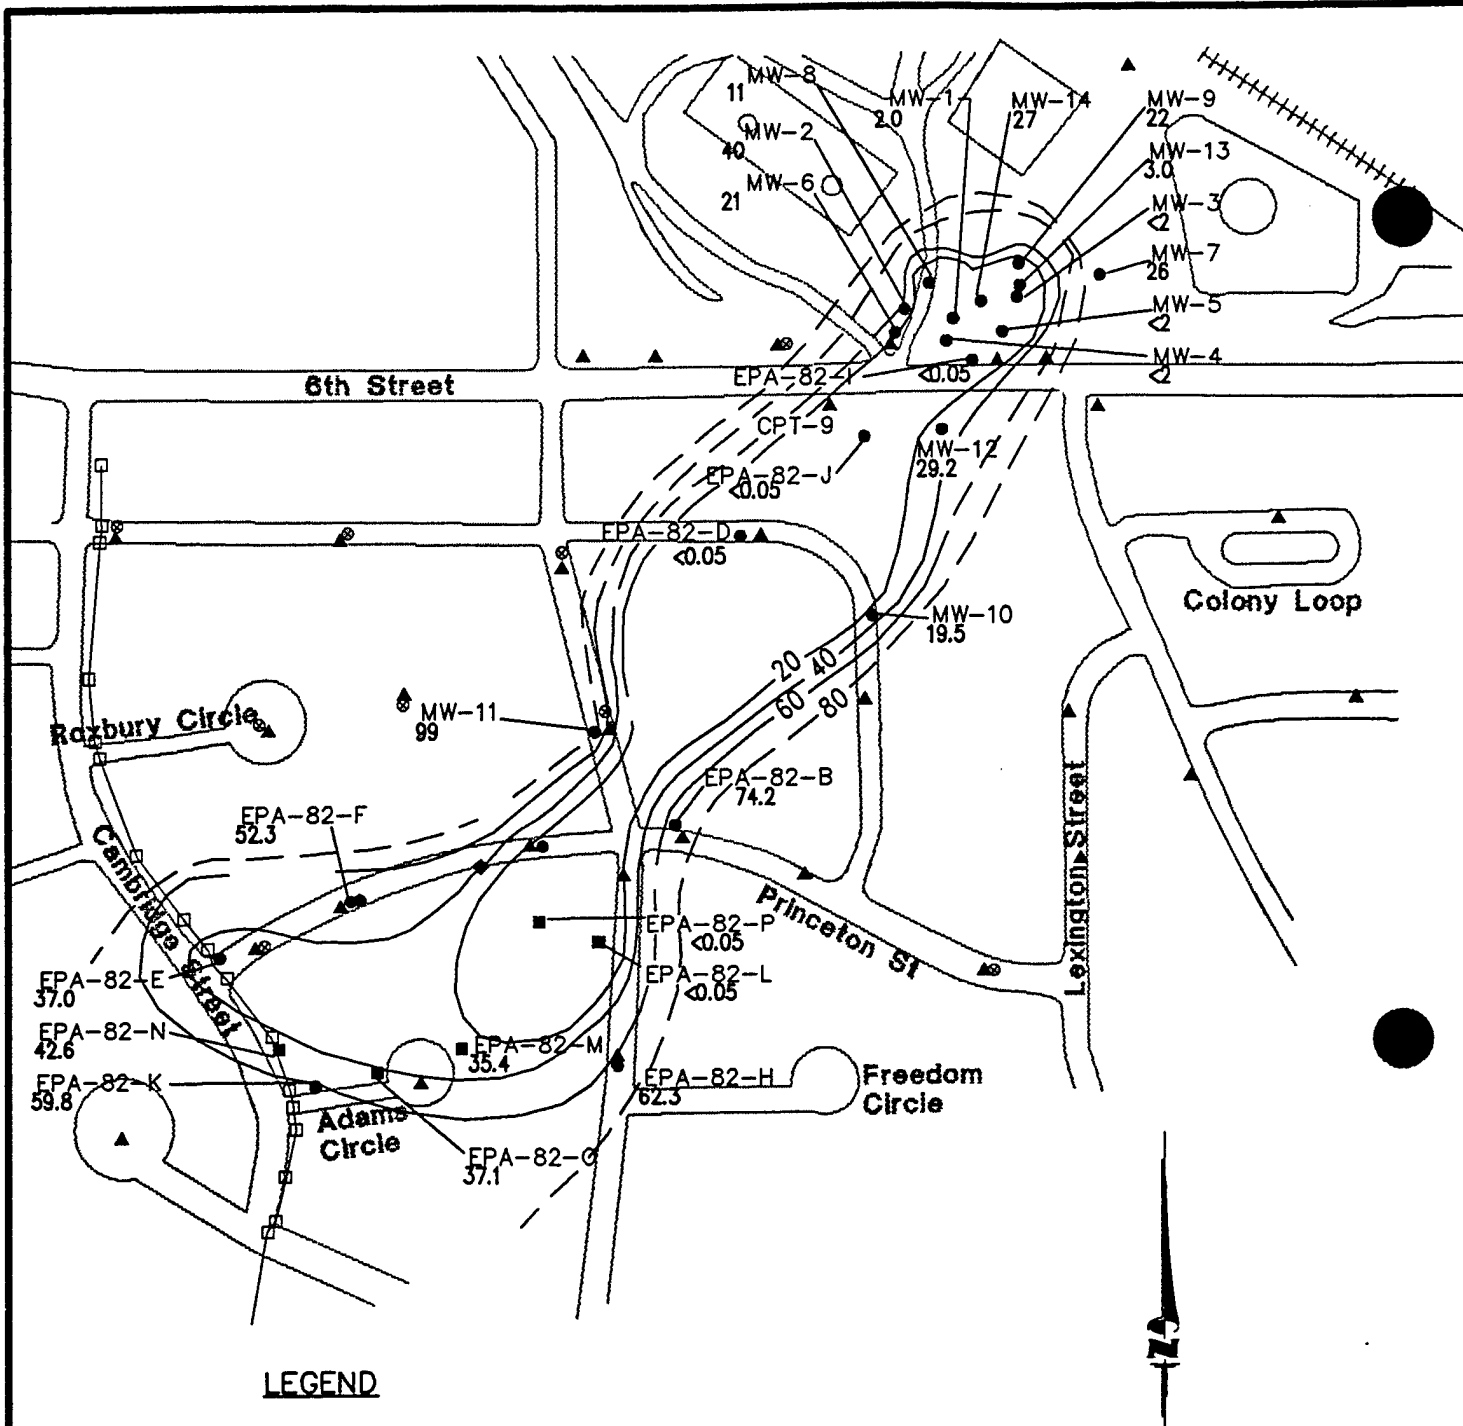 MW-8
11
MW-1
2.0
MW-14
27
MW-9
22
MW-2
40
MW-13
3.0
MW-6
21
MW-3
<2
MW-7
26
MW-5
<2
MW-4
<2
EPA-82-I
<0.05
6th Street
CPT-9
MW-12
29.2
EPA-82-J
<0.05
EPA-82-D
<0.05
Colony Loop
MW-10
19.5
20
40
60
80
Roxbury Circle
MW-11
99
EPA-82-B
74.2
EPA-82-F
52.3
Lexington Street
Cambridge Street
Princeton St
EPA-82-P
<0.05
EPA-82-L
<0.05
EPA-82-E
37.0
EPA-82-N
42.6
EPA-82-M
35.4
EPA-82-K
59.8
EPA-82-H
62.3
Freedom
Circle
Adams
Circle
EPA-82-O
37.1
N
LEGEND